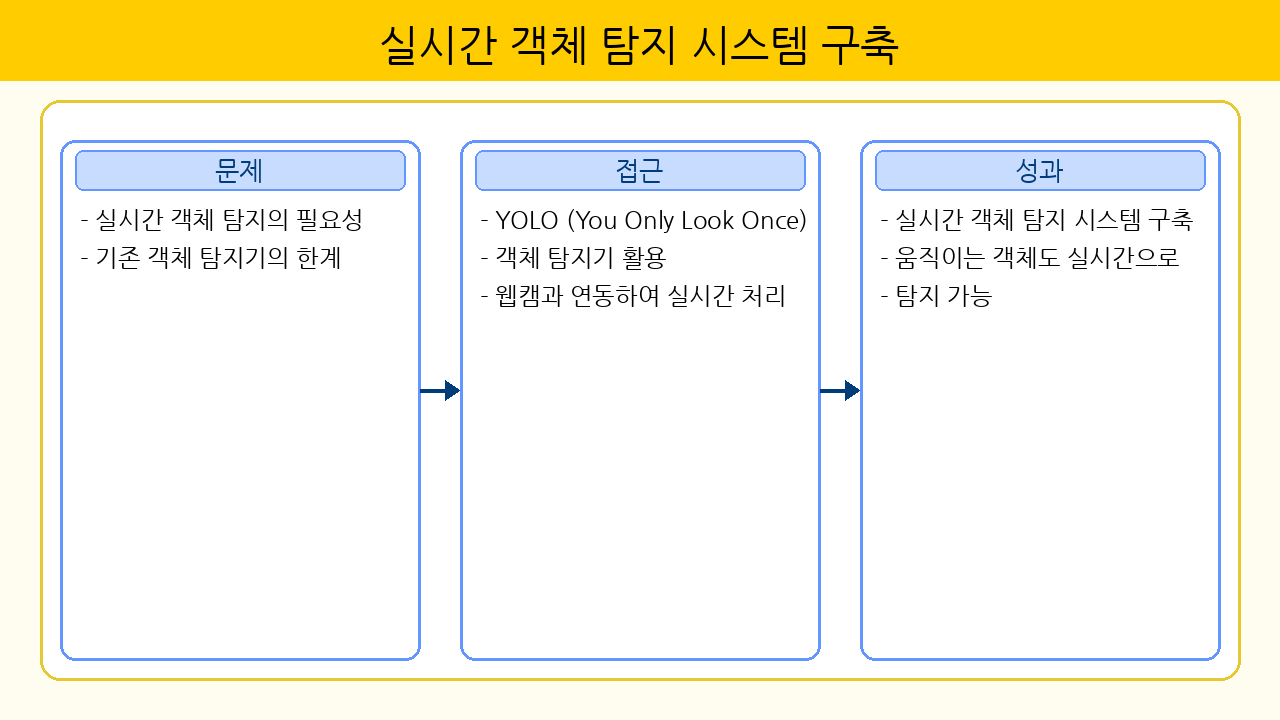 실시간 객체 탐지 시스템 구축
문제
- 실시간 객체 탐지의 필요성
- 기존 객체 탐지기의 한계
접근
- YOLO (You Only Look Once)
- 객체 탐지기 활용
- 웹캠과 연동하여 실시간 처리
성과
- 실시간 객체 탐지 시스템 구축
- 움직이는 객체도 실시간으로
- 탐지 가능